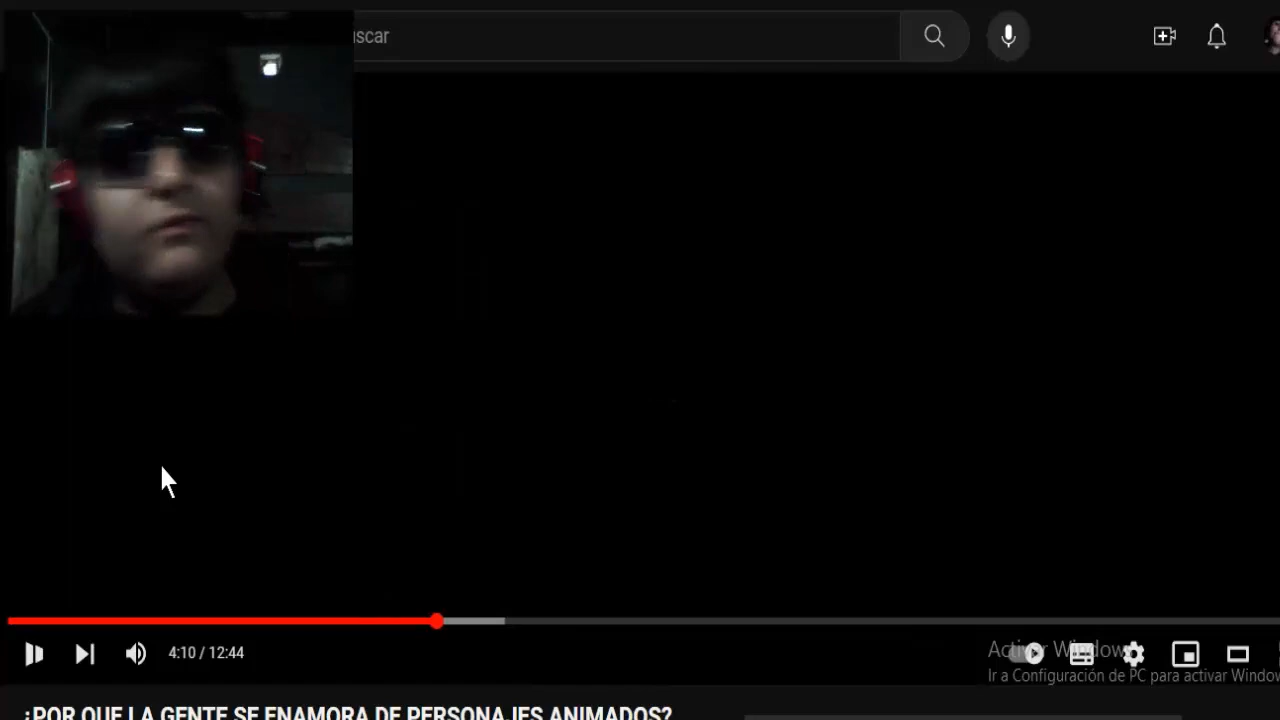 scar
4:10 / 12:44
Activar Windows
Ir a Configuración de PC para activar Window
¿POR QUE LA GENTE SE ENAMORA DE PERSONAJES ANIMADOS?